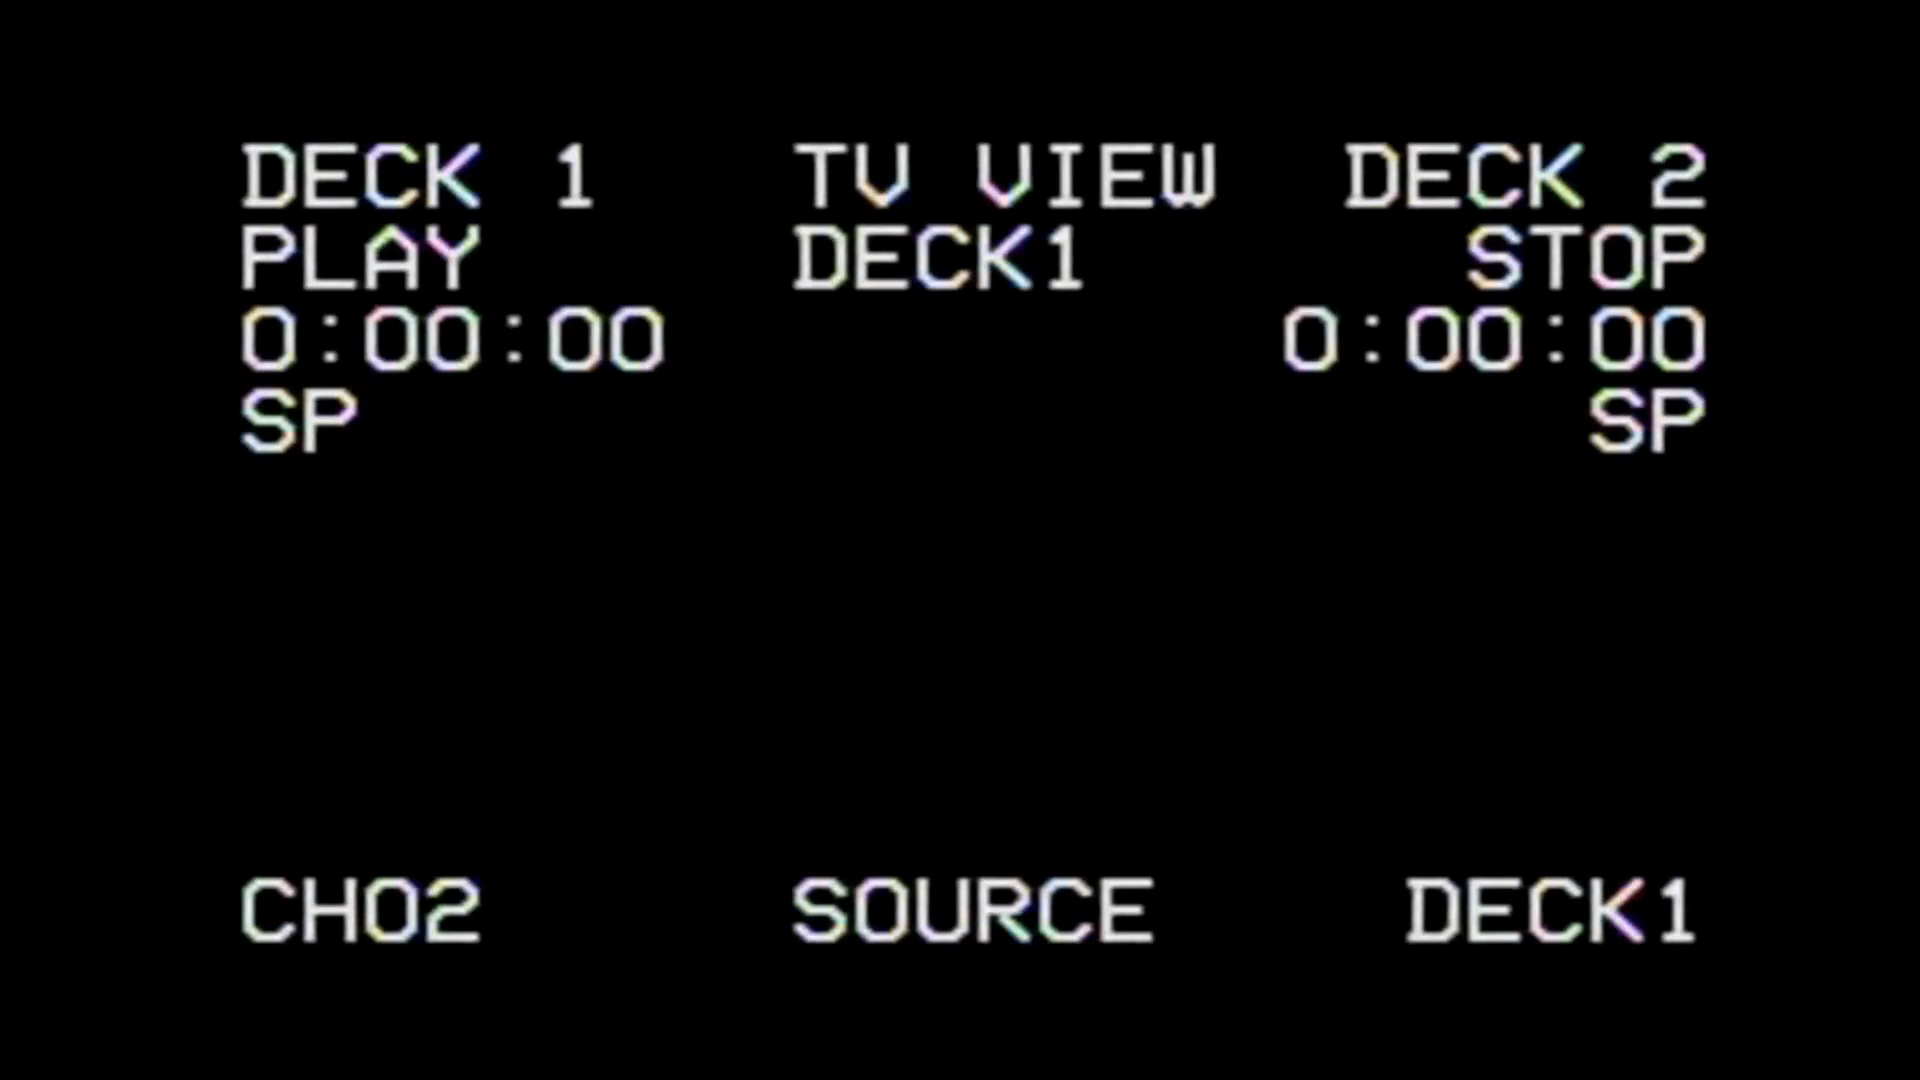 DECK 1 TV VIEW DECK 2
PLAY DECK1 STOP
0:00:00 0:00:00
SP SP
CH02 SOURCE DECK1